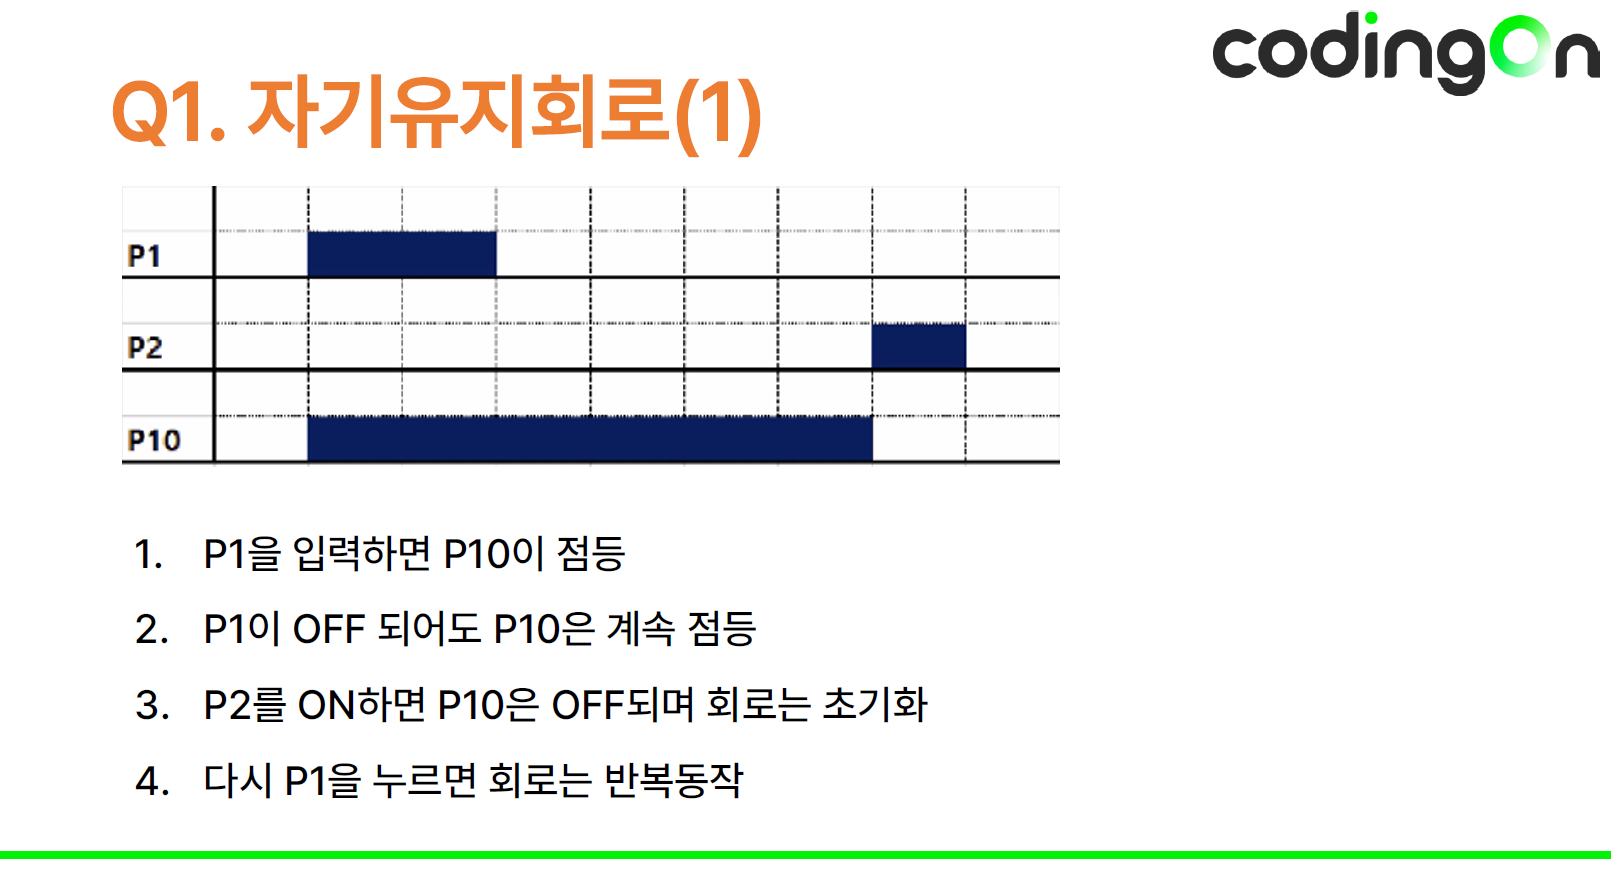 codingOn
Q1. 자기유지회로(1)
P1
P2
P10
1. P1을 입력하면 P10이 점등
2. P1이 OFF 되어도 P10은 계속 점등
3. P2를 ON하면 P10은 OFF되며 회로는 초기화
4. 다시 P1을 누르면 회로는 반복동작